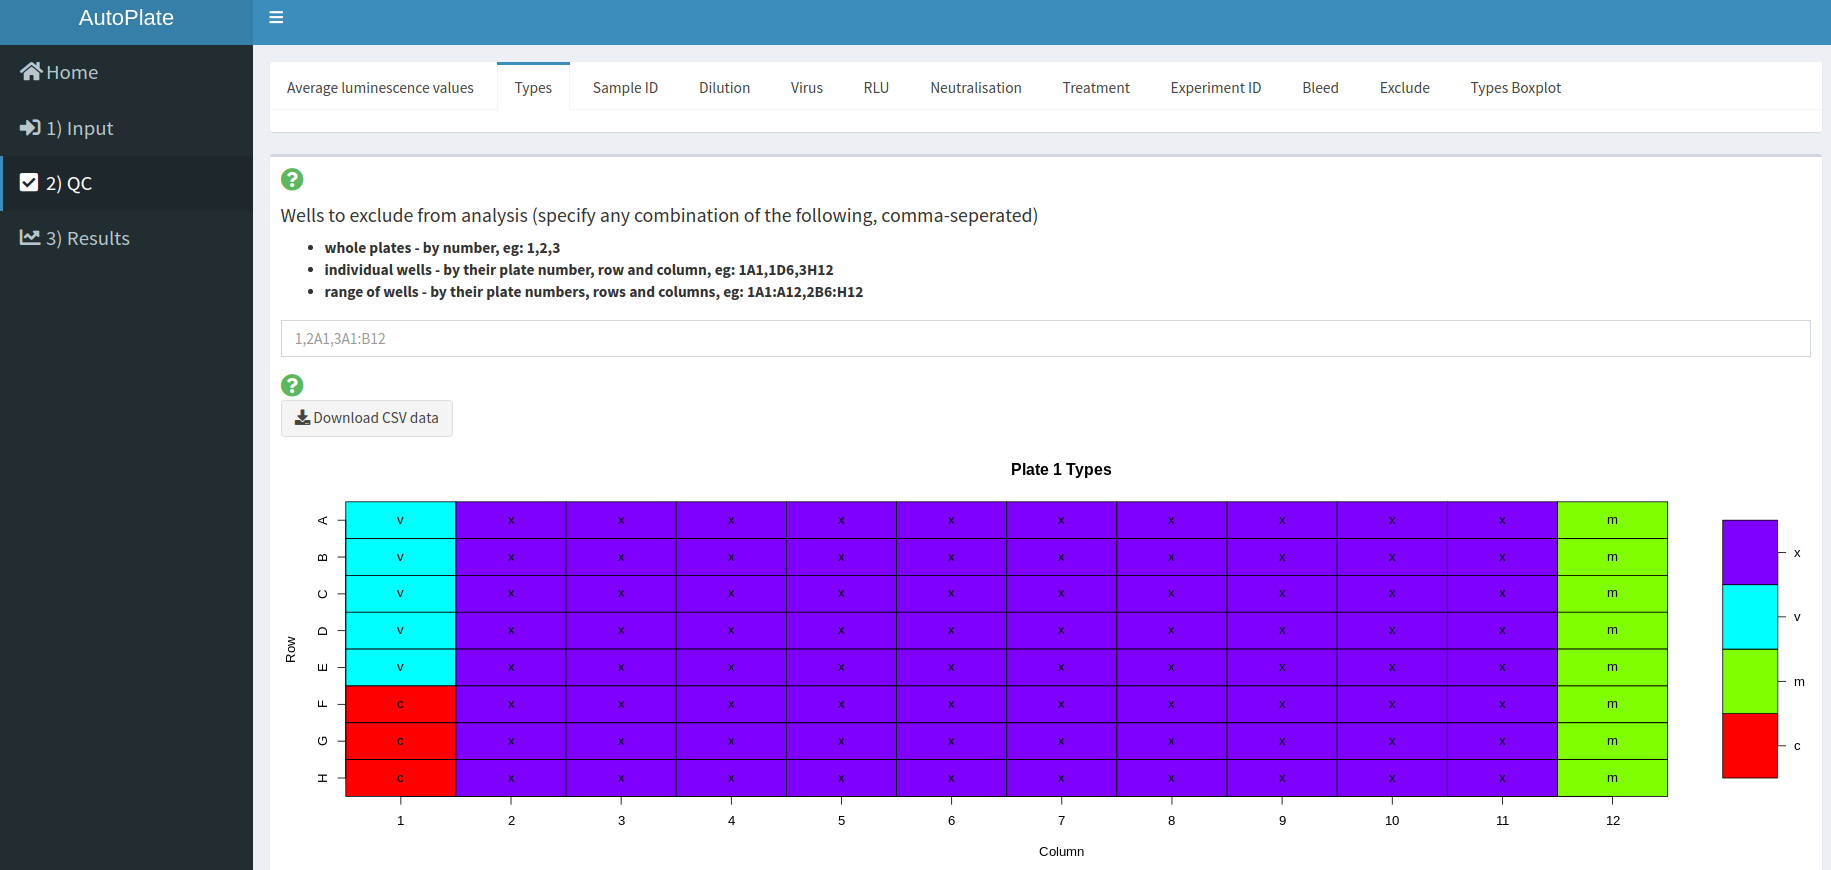 AutoPlate
Home
1) Input
2) QC
3) Results
Average luminescence values Types Sample ID Dilution Virus RLU Neutralisation Treatment Experiment ID Bleed Exclude Types Boxplot
?
Wells to exclude from analysis (specify any combination of the following, comma-seperated)
• whole plates - by number, eg: 1,2,3
• individual wells - by their plate number, row and column, eg: 1A1,1D6,3H12
• range of wells - by their plate numbers, rows and columns, eg: 1A1:A12,2B6:H12
1,2A1,3A1:B12
?
Download CSV data
Plate 1 Types
A v x x x x x x x x x x m
B v x x x x x x x x x x m
C v x x x x x x x x x x m
D v x x x x x x x x x x m
E v x x x x x x x x x x m
F c x x x x x x x x x x m
G c x x x x x x x x x x m
H c x x x x x x x x x x m
Row
1 2 3 4 5 6 7 8 9 10 11 12
Column
x
v
m
c